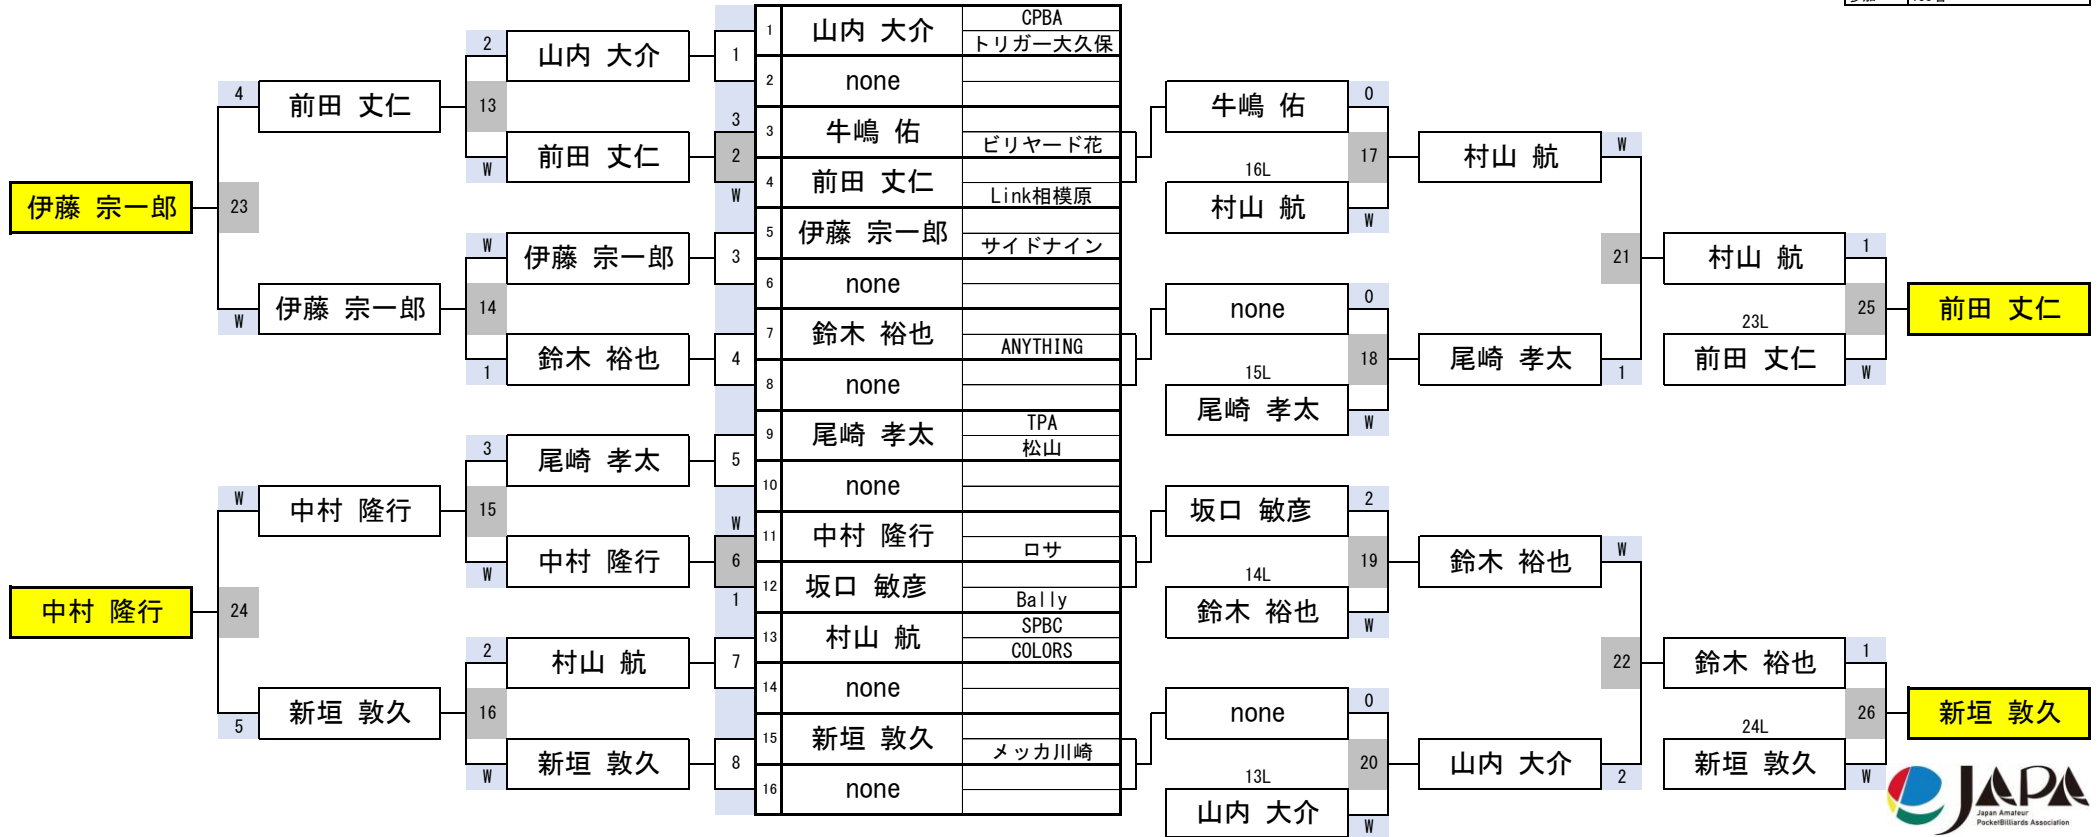 伊藤 宗一郎
23
4
前田 丈仁
W
伊藤 宗一郎
2
山内 大介
13
W
前田 丈仁
W
伊藤 宗一郎
14
1
鈴木 裕也
1
3
2
W
3
4
中村 隆行
24
W
中村 隆行
5
新垣 敦久
3
尾崎 孝太
15
W
中村 隆行
2
村山 航
16
W
新垣 敦久
5
W
6
1
7
8
1 山内 大介 CPBA
トリガー大久保
2 none
3 牛嶋 佑
ビリヤード花
4 前田 丈仁
Link相模原
5 伊藤 宗一郎
サイドナイン
6 none
7 鈴木 裕也
ANYTHING
8 none
9 尾崎 孝太 TPA
松山
10 none
11 中村 隆行
ロサ
12 坂口 敏彦
Bally
13 村山 航 SPBC
COLORS
14 none
15 新垣 敦久
メッカ川崎
16 none
牛嶋 佑
0
17
16L
村山 航
W
none
0
18
15L
尾崎 孝太
W
村山 航
W
21
尾崎 孝太
1
村山 航
1
25
23L
前田 丈仁
W
前田 丈仁
坂口 敏彦
2
19
14L
鈴木 裕也
W
none
0
20
13L
山内 大介
W
鈴木 裕也
W
22
山内 大介
2
鈴木 裕也
1
26
24L
新垣 敦久
W
新垣 敦久
JAPA
Japan Amateur
PocketBilliards Association